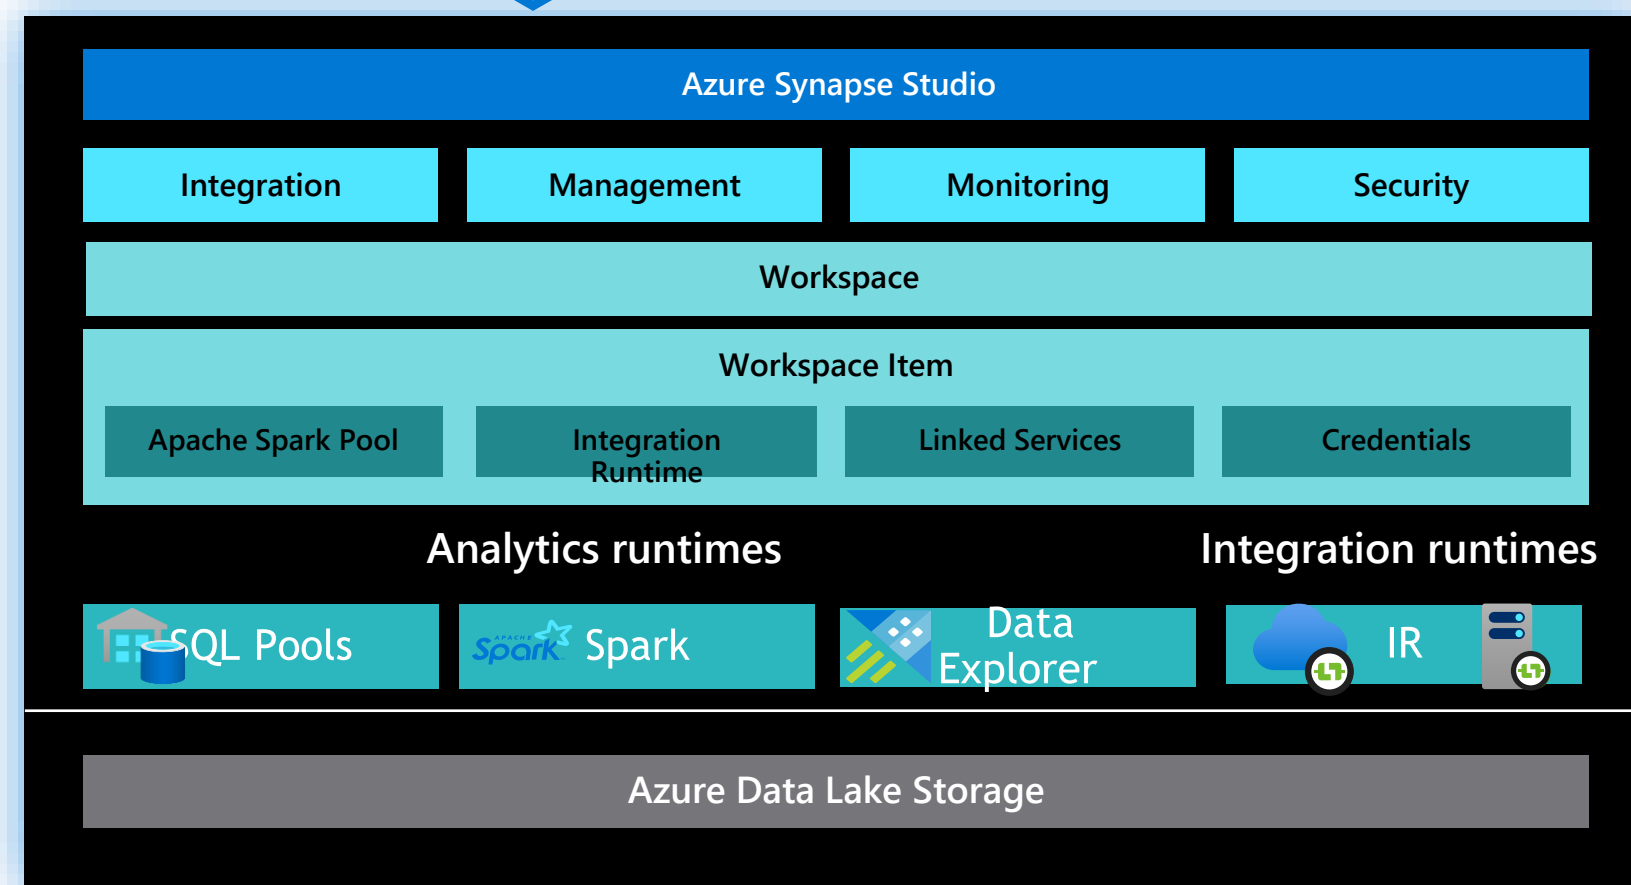 Azure Synapse Studio
Integration
Management
Monitoring
Security
Workspace
Workspace Item
Apache Spark Pool
Integration
Runtime
Linked Services
Credentials
Analytics runtimes
Integration runtimes
SQL Pools
APACHE
Spark
Spark
Data
Explorer
IR
Azure Data Lake Storage